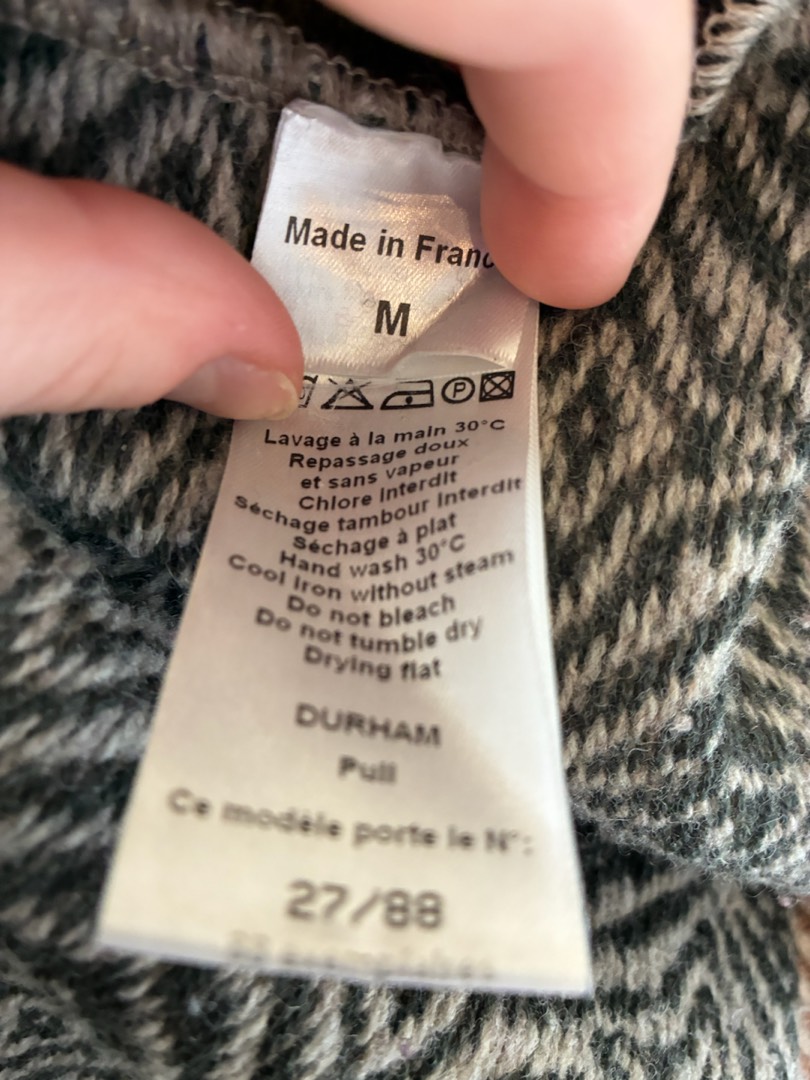 Made in Franc
M
P
Lavage à la main 30°C
Repassage doux
et sans vapeur
Chlore interdit
Séchage tambour interdit
Séchage à plat
Hand wash 30°C
Cool iron without steam
Do not bleach
Do not tumble dry
Drying flat
DURHAM
Pull
Ce modèle porte le N°:
27/88